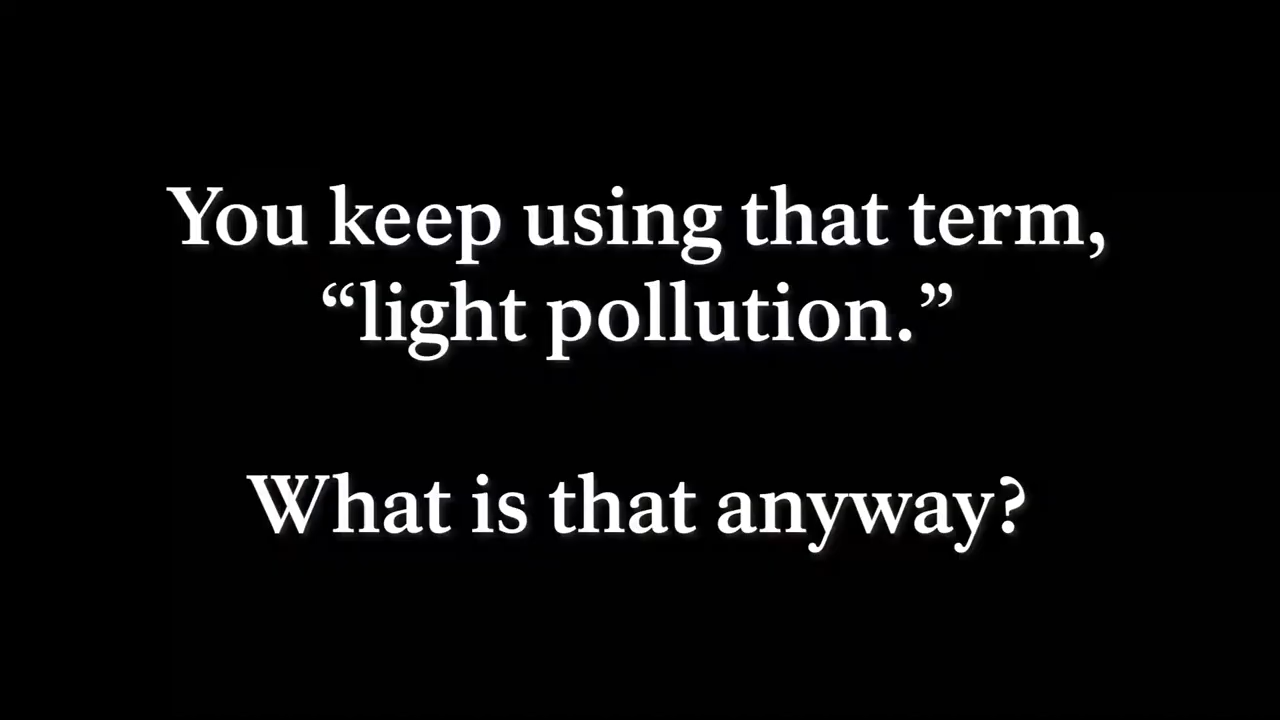 You keep using that term,
“light pollution.”
What is that anyway?